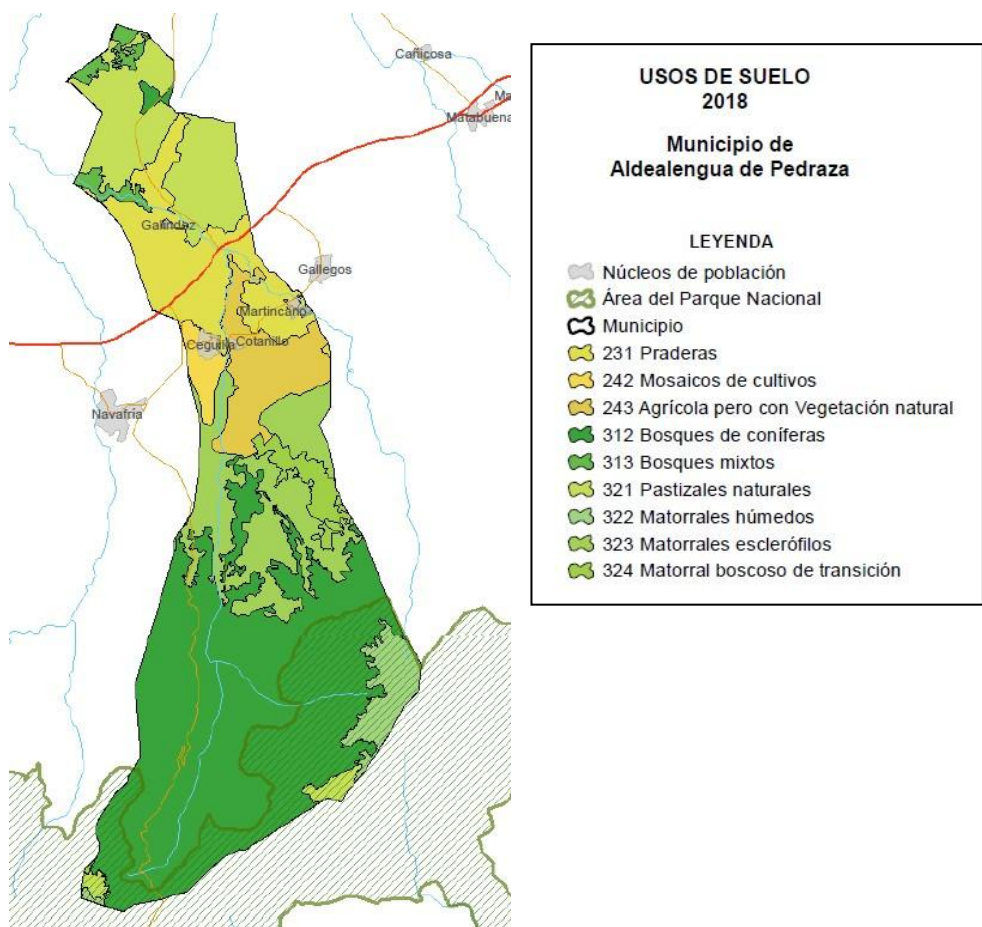 Cañicosa
Ma
Matabuena
Galíndez
Gallegos
Martincano
Ceguilla
Cotanillo
Navafría
USOS DE SUELO
2018
Municipio de
Aldealengua de Pedraza
LEYENDA
Núcleos de población
Área del Parque Nacional
Municipio
231 Praderas
242 Mosaicos de cultivos
243 Agrícola pero con Vegetación natural
312 Bosques de coníferas
313 Bosques mixtos
321 Pastizales naturales
322 Matorrales húmedos
323 Matorrales esclerófilos
324 Matorral boscoso de transición